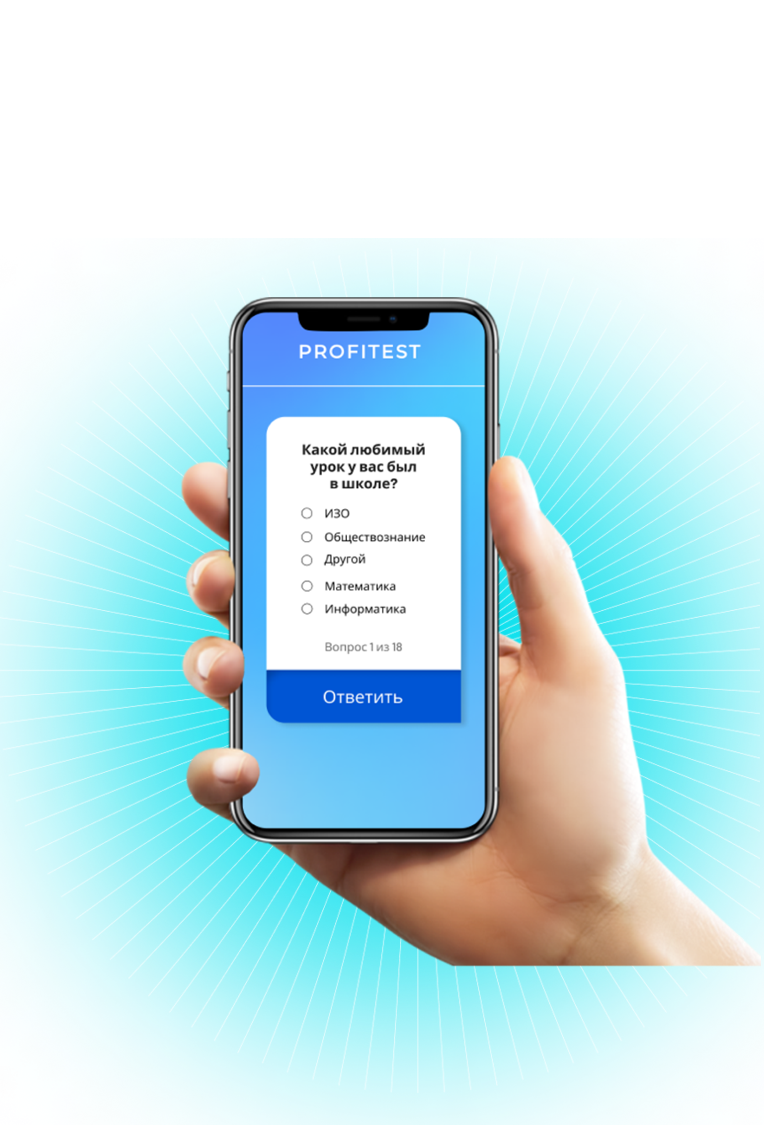 PROFITEST
Какой любимый
урок у вас был
в школе?
ИЗО
Обществознание
Другой
Математика
Информатика
Вопрос 1 из 18
Ответить